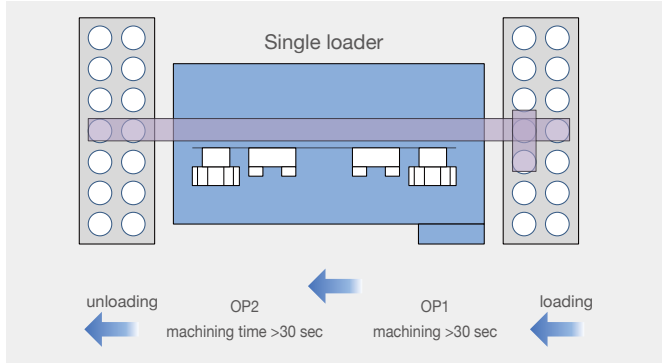 Single loader
unloading
OP2
OP1
loading
machining time >30 sec
machining >30 sec